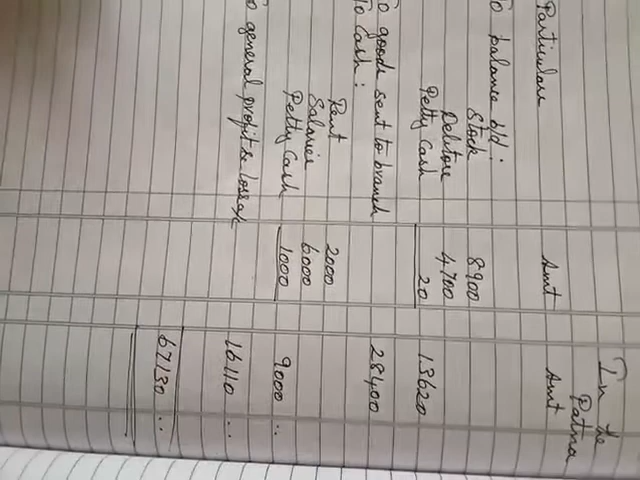 In the
Patna
Particulars Amt Amt
To balance b/d :
Stock 8900
Debtors 4700
Petty Cash 20 13620
To goods sent to branch 28400
To Cash :
Rent 2000
Salaries 6000
Petty Cash 1000 9000 ..
To general profit & loss a/c 16110 ..
67130 ..